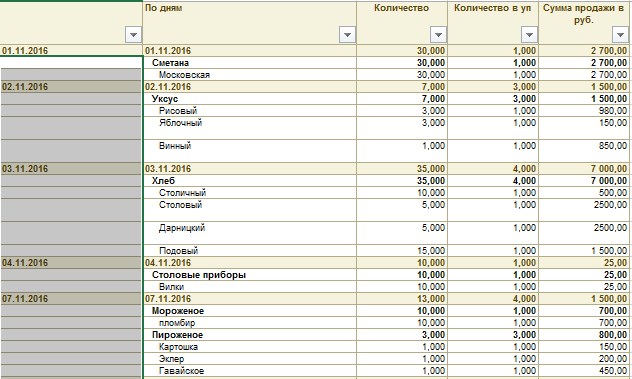 По дням Количество Количество в уп Сумма продажи в
руб.
01.11.2016 01.11.2016 30,000 1,000 2 700,00
Сметана 30,000 1,000 2 700,00
Московская 30,000 1,000 2 700,00
02.11.2016 02.11.2016 7,000 3,000 1 500,00
Уксус 7,000 3,000 1 500,00
Рисовый 3,000 1,000 980,00
Яблочный 3,000 1,000 150,00
Винный 1,000 1,000 850,00
03.11.2016 03.11.2016 35,000 4,000 7 000,00
Хлеб 35,000 4,000 7 000,00
Столичный 10,000 1,000 500,00
Столовый 5,000 1,000 2500,00
Дарницкий 5,000 1,000 2500,00
Подовый 15,000 1,000 1 500,00
04.11.2016 04.11.2016 10,000 1,000 25,00
Столовые приборы 10,000 1,000 25,00
Вилки 10,000 1,000 25,00
07.11.2016 07.11.2016 13,000 4,000 1 500,00
Мороженое 10,000 1,000 700,00
пломбир 10,000 1,000 700,00
Пироженое 3,000 3,000 800,00
Картошка 1,000 1,000 150,00
Эклер 1,000 1,000 200,00
Гавайское 1,000 1,000 450,00